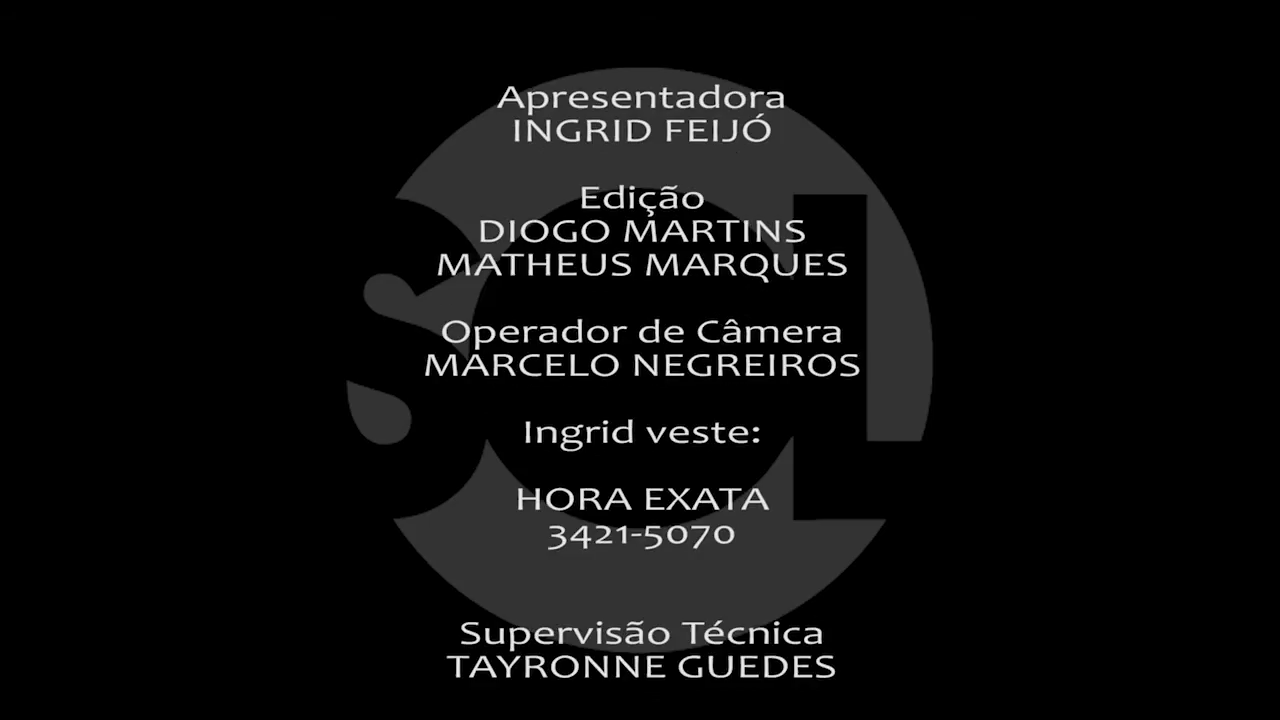 Apresentadora
INGRID FEIJÓ
Edição
DIOGO MARTINS
MATHEUS MARQUES
Operador de Câmera
MARCELO NEGREIROS
Ingrid veste:
HORA EXATA
3421-5070
Supervisão Técnica
TAYRONNE GUEDES
SOL